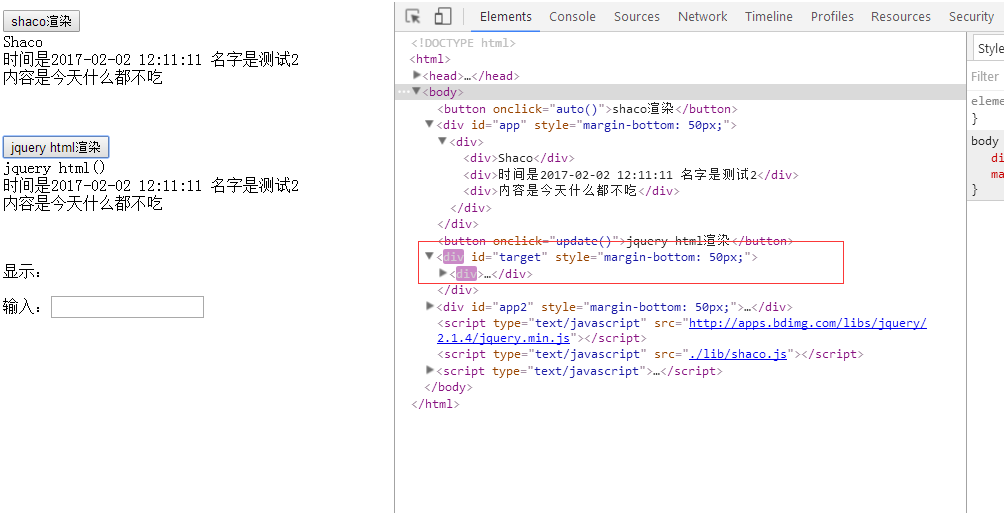 shaco渲染
Shaco
时间是2017-02-02 12:11:11 名字是测试2
内容是今天什么都不吃
jquery html渲染
jquery html()
时间是2017-02-02 12:11:11 名字是测试2
内容是今天什么都不吃
显示:
输入:
Elements Console Sources Network Timeline Profiles Resources Security
<!DOCTYPE html>
<html>
<head>…</head>
<body>
<button onclick="auto()">shaco渲染</button>
<div id="app" style="margin-bottom: 50px;">
<div>
<div>Shaco</div>
<div>时间是2017-02-02 12:11:11 名字是测试2</div>
<div>内容是今天什么都不吃</div>
</div>
</div>
<button onclick="update()">jquery html渲染</button>
<div id="target" style="margin-bottom: 50px;">
<div>…</div>
</div>
<div id="app2" style="margin-bottom: 50px;">…</div>
<script type="text/javascript" src="http://apps.bdimg.com/libs/jquery/
2.1.4/jquery.min.js"></script>
<script type="text/javascript" src="./lib/shaco.js"></script>
<script type="text/javascript">…</script>
</body>
</html>
Style
Filter
eleme
}
body
di
ma
}